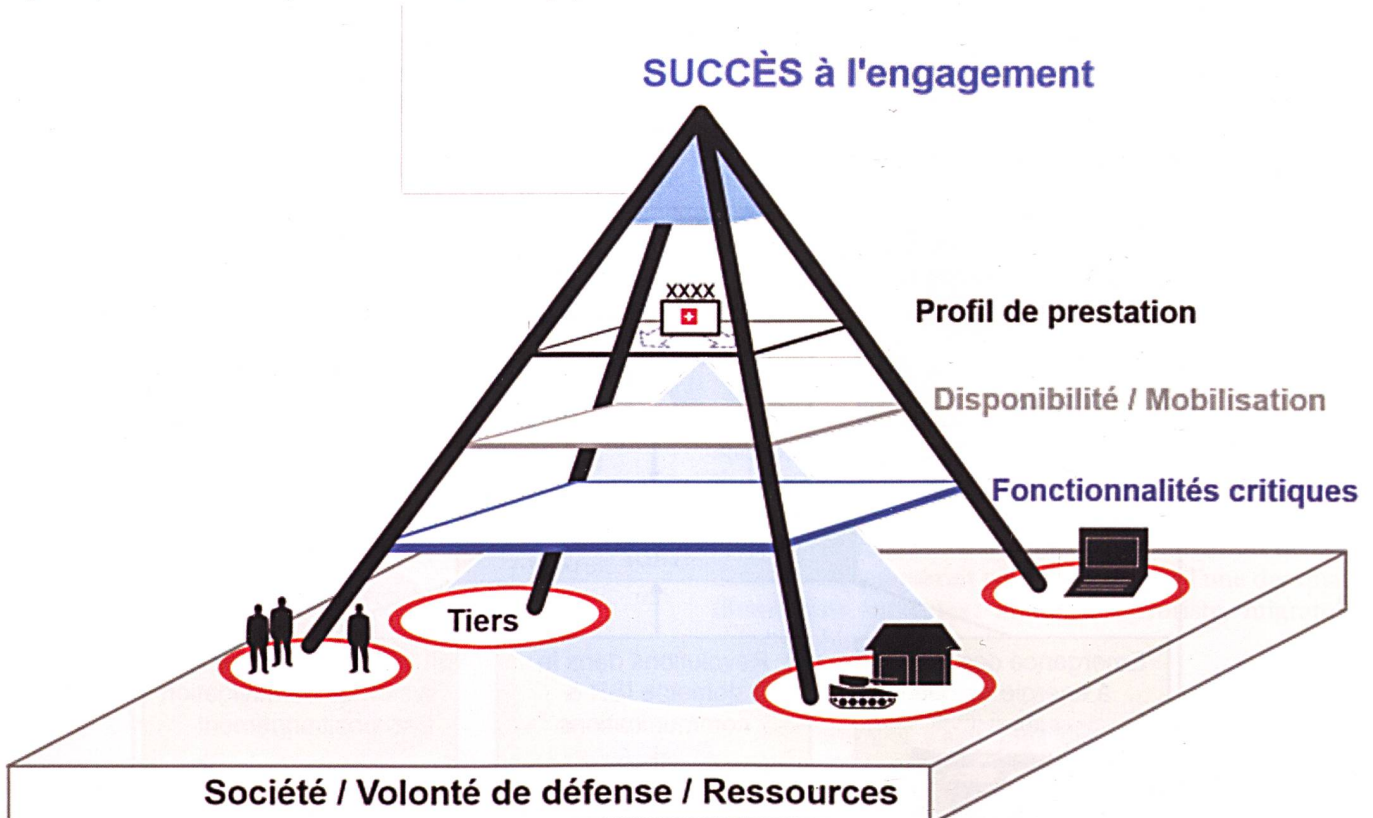 SUCCÈS à l'engagement
XXXX
Profil de prestation
Disponibilité / Mobilisation
Fonctionnalités critiques
Tiers
Société / Volonté de défense / Ressources